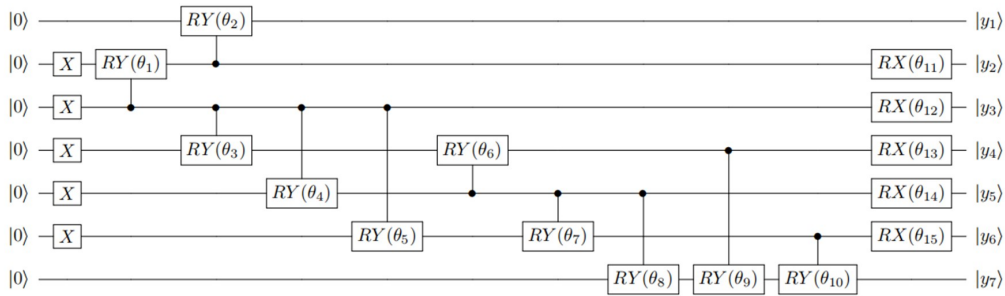 |0⟩ RY(θ₂) |y₁⟩
|0⟩ X RY(θ₁) RX(θ₁₁) |y₂⟩
|0⟩ X RX(θ₁₂) |y₃⟩
|0⟩ X RY(θ₃) RY(θ₆) RX(θ₁₃) |y₄⟩
|0⟩ X RY(θ₄) RX(θ₁₄) |y₅⟩
|0⟩ X RY(θ₅) RY(θ₇) RX(θ₁₅) |y₆⟩
|0⟩ RY(θ₈) RY(θ₉) RY(θ₁₀) |y₇⟩